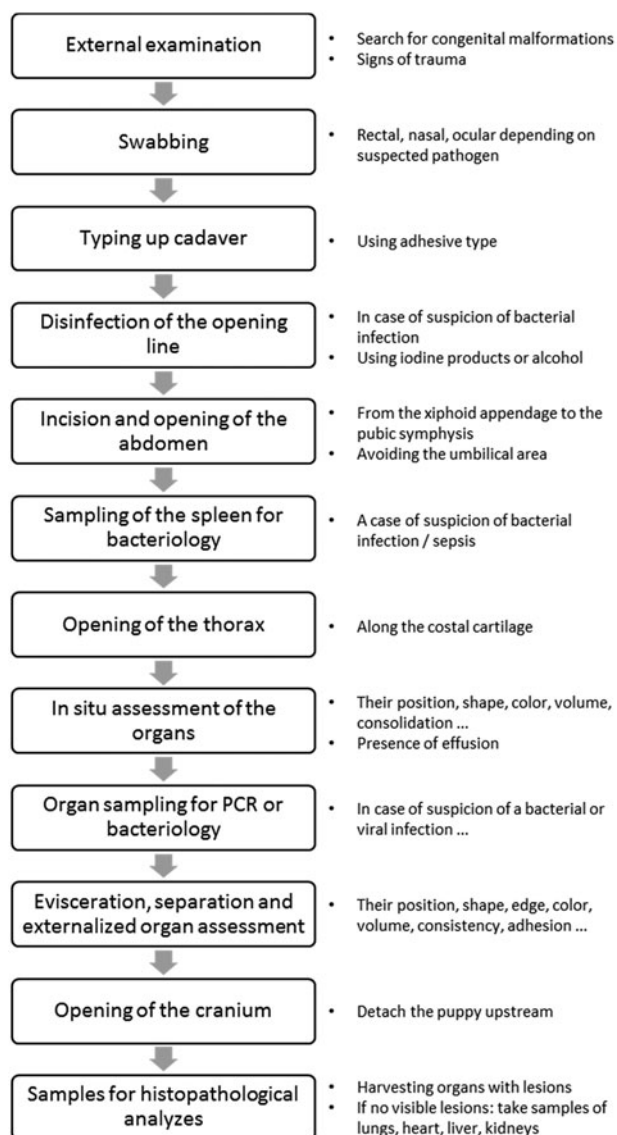 External examination
• Search for congenital malformations
• Signs of trauma
Swabbing
• Rectal, nasal, ocular depending on
suspected pathogen
Typing up cadaver
• Using adhesive type
Disinfection of the opening
line
• In case of suspicion of bacterial
infection
• Using iodine products or alcohol
Incision and opening of the
abdomen
• From the xiphoid appendage to the
pubic symphysis
• Avoiding the umbilical area
Sampling of the spleen for
bacteriology
• A case of suspicion of bacterial
infection / sepsis
Opening of the thorax
• Along the costal cartilage
In situ assessment of the
organs
• Their position, shape, color, volume,
consolidation ...
• Presence of effusion
Organ sampling for PCR or
bacteriology
• In case of suspicion of a bacterial or
viral infection ...
Evisceration, separation and
externalized organ assessment
• Their position, shape, edge, color,
volume, consistency, adhesion ...
Opening of the cranium
• Detach the puppy upstream
Samples for histopathological
analyzes
• Harvesting organs with lesions
• If no visible lesions: take samples of
lungs, heart, liver, kidneys